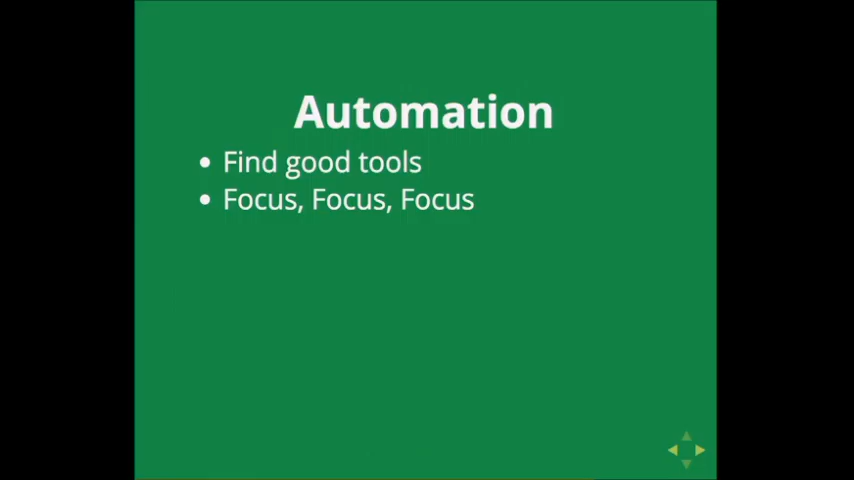 Automation
• Find good tools
• Focus, Focus, Focus